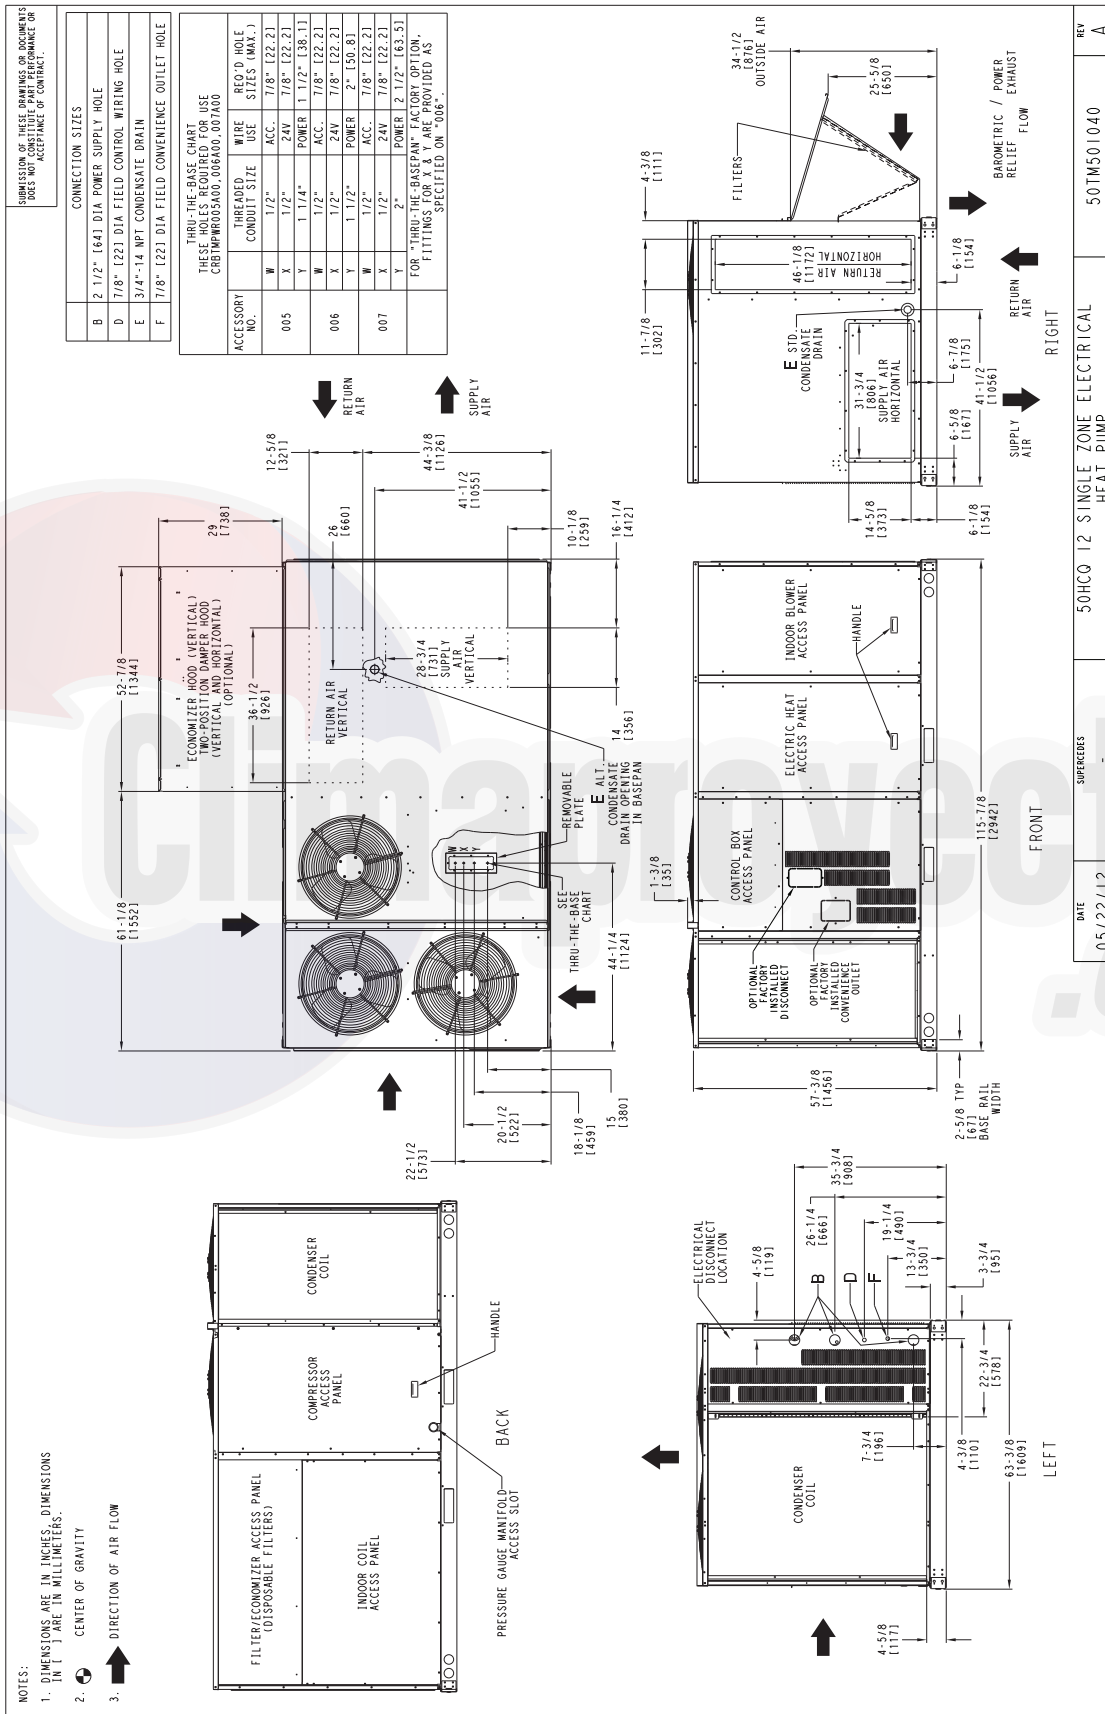 NOTES:
1. DIMENSIONS ARE IN INCHES, DIMENSIONS
IN [ ] ARE IN MILLIMETERS.
2. CENTER OF GRAVITY
3. DIRECTION OF AIR FLOW
SUBMISSION OF THESE DRAWINGS OR DOCUMENTS
DOES NOT CONSTITUTE PART PERFORMANCE OR
ACCEPTANCE OF CONTRACT.
CONNECTION SIZES
B 2 1/2" [64] DIA POWER SUPPLY HOLE
D 7/8" [22] DIA FIELD CONTROL WIRING HOLE
E 3/4"-14 NPT CONDENSATE DRAIN
F 7/8" [22] DIA FIELD CONVENIENCE OUTLET HOLE
THRU-THE-BASE CHART
THESE HOLES REQUIRED FOR USE
CRBTMPWR005A00,006A00,007A00
ACCESSORY NO. THREADED CONDUIT SIZE WIRE USE REQ'D HOLE SIZES (MAX.)
005
W 1/2" ACC. 7/8" [22.2]
X 1/2" 24V 7/8" [22.2]
Y 1 1/4" POWER 1 1/2" [38.1]
006
W 1/2" ACC. 7/8" [22.2]
X 1/2" 24V 7/8" [22.2]
Y 1 1/2" POWER 2" [50.8]
007
W 1/2" ACC. 7/8" [22.2]
X 1/2" 24V 7/8" [22.2]
Y 2" POWER 2 1/2" [63.5]
FOR "THRU-THE-BASEPAN" FACTORY OPTION,
FITTINGS FOR X & Y ARE PROVIDED AS
SPECIFIED ON "006".
FILTER/ECONOMIZER ACCESS PANEL
(DISPOSABLE FILTERS)
INDOOR COIL
ACCESS PANEL
COMPRESSOR
ACCESS
PANEL
CONDENSER
COIL
HANDLE
PRESSURE GAUGE MANIFOLD
ACCESS SLOT
BACK
61-1/8
[1552]
52-7/8
[1344]
29
[738]
ECONOMIZER HOOD (VERTICAL)
TWO-POSITION DAMPER HOOD
(VERTICAL AND HORIZONTAL)
(OPTIONAL)
36-1/2
[926]
RETURN AIR
VERTICAL
26
[660]
12-5/8
[321]
RETURN
AIR
44-3/8
[1126]
SUPPLY
AIR
41-1/2
[1055]
28-3/4
[731]
SUPPLY
AIR
VERTICAL
10-1/8
[259]
16-1/4
[412]
14
[356]
E ALT.
CONDENSATE
DRAIN OPENING
IN BASEPAN
REMOVABLE
PLATE
W
X
Y
SEE
THRU-THE-BASE
CHART
44-1/4
[1124]
22-1/2
[573]
20-1/2
[522]
18-1/8
[459]
15
[380]
CONDENSER
COIL
ELECTRICAL
DISCONNECT
LOCATION
4-5/8
[119]
35-3/4
[908]
26-1/4
[666]
19-1/4
[490]
13-3/4
[350]
3-3/4
[95]
B
D
F
7-3/4
[196]
22-3/4
[578]
4-3/8
[110]
63-3/8
[1609]
4-5/8
[117]
LEFT
57-3/8
[1456]
2-5/8 TYP
[67]
BASE RAIL
WIDTH
1-3/8
[35]
CONTROL BOX
ACCESS PANEL
ELECTRIC HEAT
ACCESS PANEL
INDOOR BLOWER
ACCESS PANEL
HANDLE
OPTIONAL
FACTORY
INSTALLED
DISCONNECT
OPTIONAL
FACTORY
INSTALLED
CONVENIENCE
OUTLET
115-7/8
[2942]
FRONT
34-1/2
[876]
OUTSIDE AIR
25-5/8
[650]
4-3/8
[111]
FILTERS
11-7/8
[302]
46-1/8
[1172]
RETURN AIR
HORIZONTAL
E STD.
CONDENSATE
DRAIN
31-3/4
[806]
SUPPLY AIR
HORIZONTAL
14-5/8
[373]
6-1/8
[154]
6-5/8
[167]
6-7/8
[175]
41-1/2
[1056]
6-1/8
[154]
SUPPLY
AIR
RETURN
AIR
BAROMETRIC / POWER
RELIEF FLOW EXHAUST
RIGHT
DATE
05/22/12
SUPERCEDES
-
50HCQ 12 SINGLE ZONE ELECTRICAL
HEAT PUMP
50TM501040
REV
A